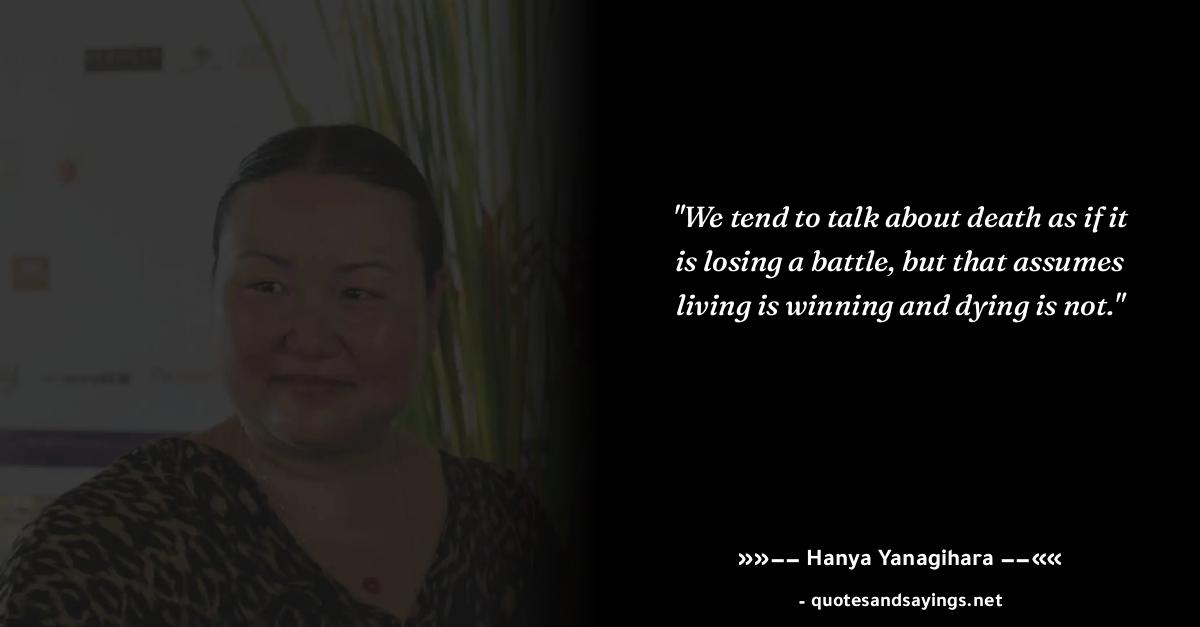 "We tend to talk about death as if it
is losing a battle, but that assumes
living is winning and dying is not."
»»–– Hanya Yanagihara ––««
- quotesandsayings.net